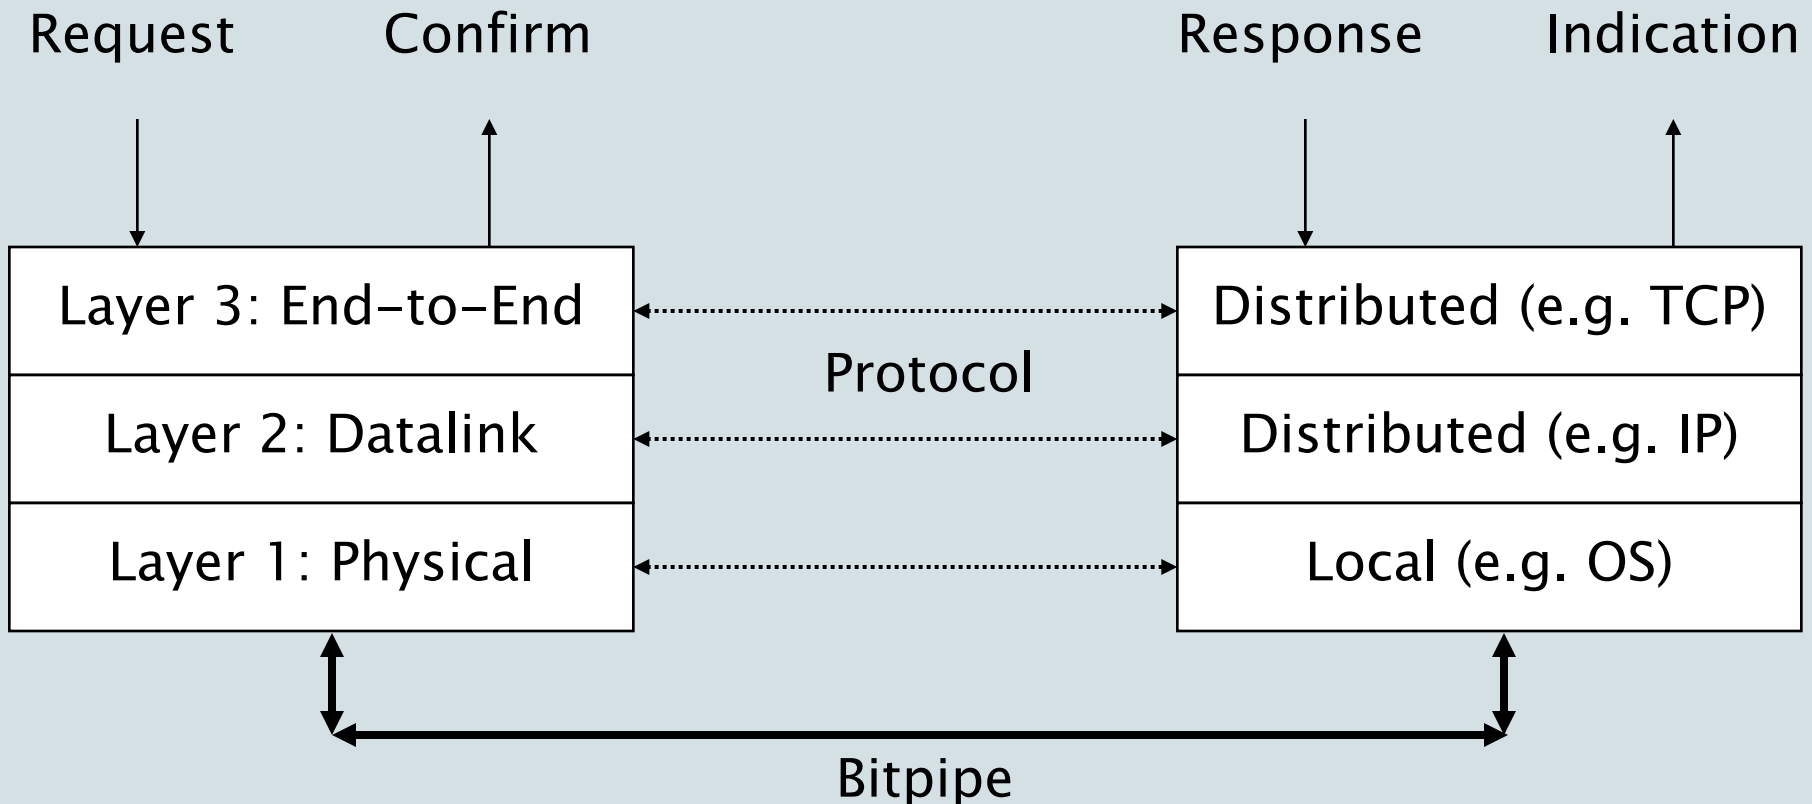 Request Confirm Response Indication
Layer 3: End-to-End
Distributed (e.g. TCP)
Protocol
Layer 2: Datalink
Distributed (e.g. IP)
Layer 1: Physical
Local (e.g. OS)
Bitpipe